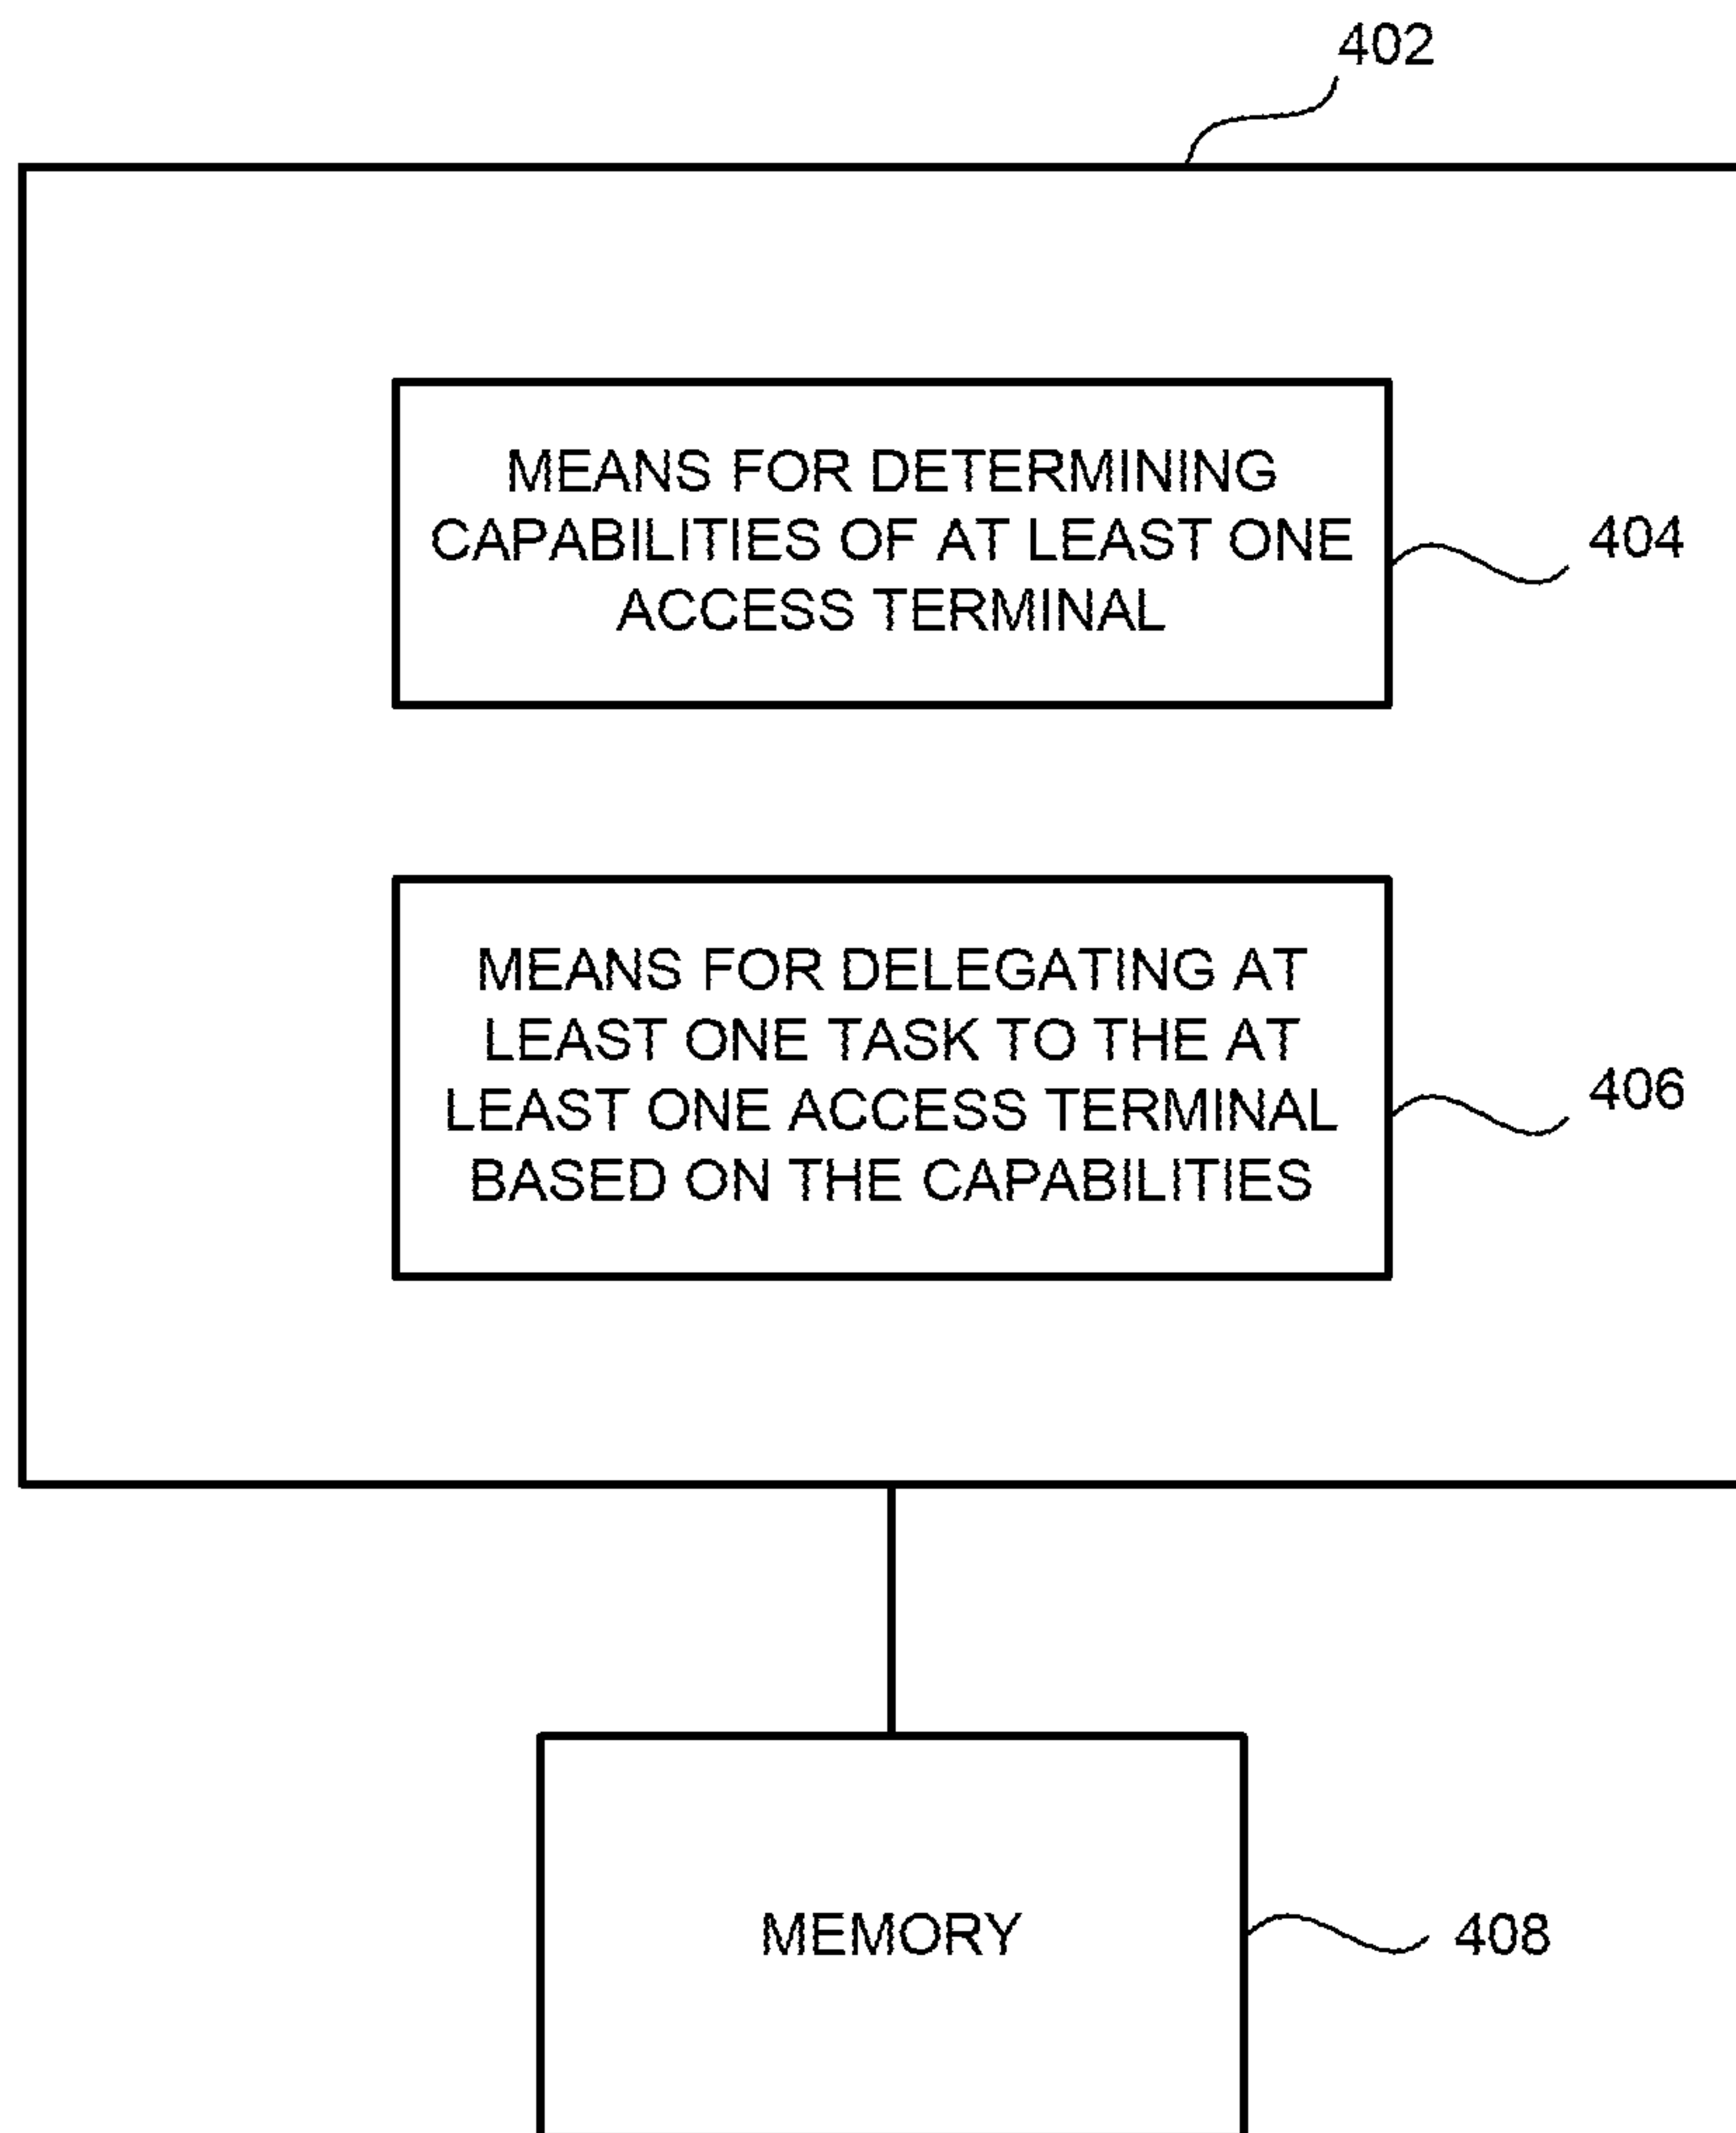 402
MEANS FOR DETERMINING
CAPABILITIES OF AT LEAST ONE
ACCESS TERMINAL
404
MEANS FOR DELEGATING AT
LEAST ONE TASK TO THE AT
LEAST ONE ACCESS TERMINAL
BASED ON THE CAPABILITIES
406
MEMORY
408